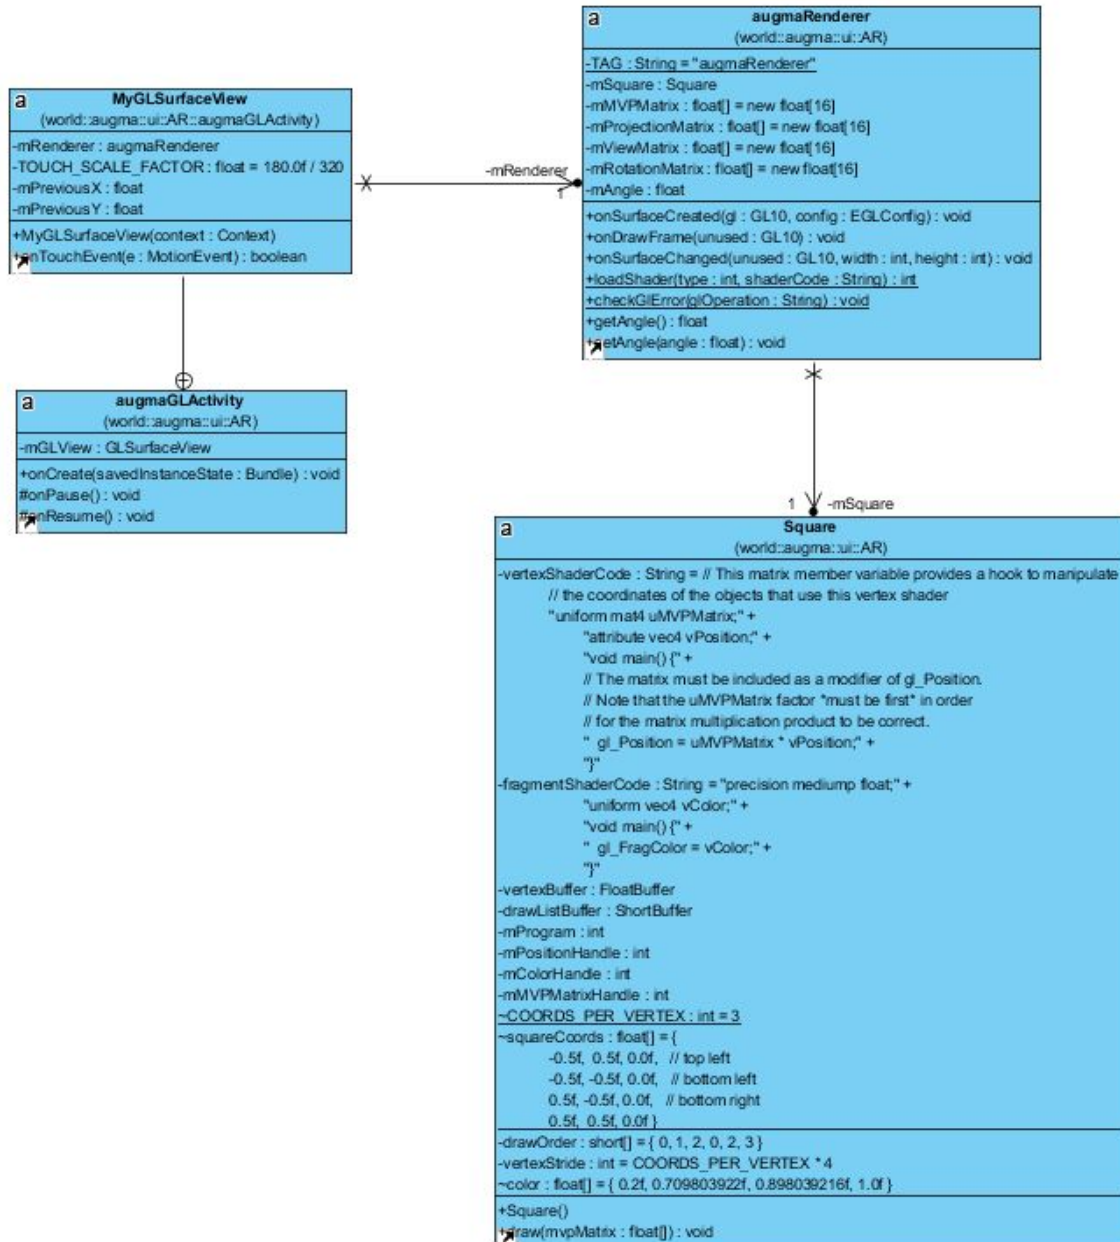 a
MyGLSurfaceView
(world::augma::ui::AR::augmaGLActivity)
-mRenderer : augmaRenderer
-TOUCH_SCALE_FACTOR : float = 180.0f / 320
-mPreviousX : float
-mPreviousY : float
+MyGLSurfaceView(context : Context)
+onTouchEvent(e : MotionEvent) : boolean
-mRenderer
1
a
augmaRenderer
(world::augma::ui::AR)
-TAG : String = "augmaRenderer"
-mSquare : Square
-mMVPMatrix : float[] = new float[16]
-mProjectionMatrix : float[] = new float[16]
-mViewMatrix : float[] = new float[16]
-mRotationMatrix : float[] = new float[16]
-mAngle : float
+onSurfaceCreated(gl : GL10, config : EGLConfig) : void
+onDrawFrame(unused : GL10) : void
+onSurfaceChanged(unused : GL10, width : int, height : int) : void
+loadShader(type : int, shaderCode : String) : int
+checkGlError(glOperation : String) : void
+getAngle() : float
+setAngle(angle : float) : void
a
augmaGLActivity
(world::augma::ui::AR)
-mGLView : GLSurfaceView
+onCreate(savedInstanceState : Bundle) : void
#onPause() : void
#onResume() : void
1 -mSquare
a
Square
(world::augma::ui::AR)
-vertexShaderCode : String = // This matrix member variable provides a hook to manipulate
// the coordinates of the objects that use this vertex shader
"uniform mat4 uMVPMatrix;" +
"attribute vec4 vPosition;" +
"void main() {" +
// The matrix must be included as a modifier of gl_Position.
// Note that the uMVPMatrix factor *must be first* in order
// for the matrix multiplication product to be correct.
" gl_Position = uMVPMatrix * vPosition;" +
"}"
-fragmentShaderCode : String = "precision mediump float;" +
"uniform vec4 vColor;" +
"void main() {" +
" gl_FragColor = vColor;" +
"}"
-vertexBuffer : FloatBuffer
-drawListBuffer : ShortBuffer
-mProgram : int
-mPositionHandle : int
-mColorHandle : int
-mMVPMatrixHandle : int
~COORDS_PER_VERTEX : int = 3
~squareCoords : float[] = {
-0.5f, 0.5f, 0.0f, // top left
-0.5f, -0.5f, 0.0f, // bottom left
0.5f, -0.5f, 0.0f, // bottom right
0.5f, 0.5f, 0.0f }
-drawOrder : short[] = { 0, 1, 2, 0, 2, 3 }
-vertexStride : int = COORDS_PER_VERTEX * 4
~color : float[] = { 0.2f, 0.709803922f, 0.898039216f, 1.0f }
+Square()
+draw(mvpMatrix : float[]) : void